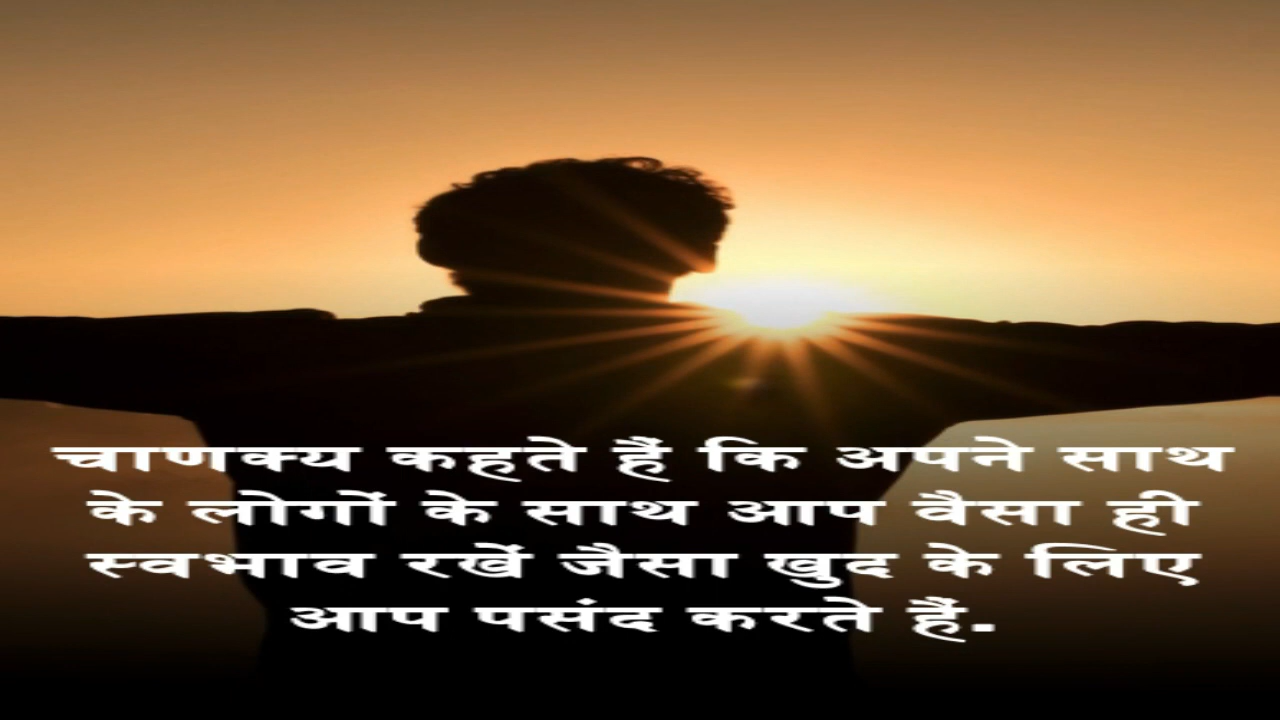 चाणक्य कहते हैं कि अपने साथ
के लोगों के साथ आप वैसा ही
स्वभाव रखें जैसा खुद के लिए
आप पसंद करते हैं.